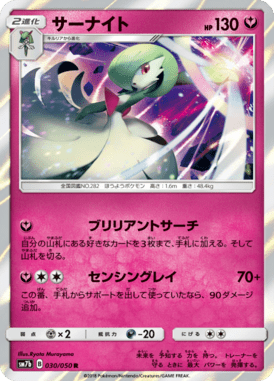 2進化
サーナイト
HP 130
キルリアから進化
全国図鑑NO.282 ほうようポケモン 高さ:1.6m 重さ:48.4kg
ブリリアントサーチ
自分の山札にある好きなカードを3枚まで、手札に加える。そして
山札を切る。
センシングレイ 70+
この番、手札からサポートを出して使っていたなら、90ダメージ
追加。
弱点 ×2 抵抗力 -20 にげる
illus. Kyoko Murayama
SM7b 030/050 R
©2018 Pokémon/Nintendo/Creatures/GAME FREAK.